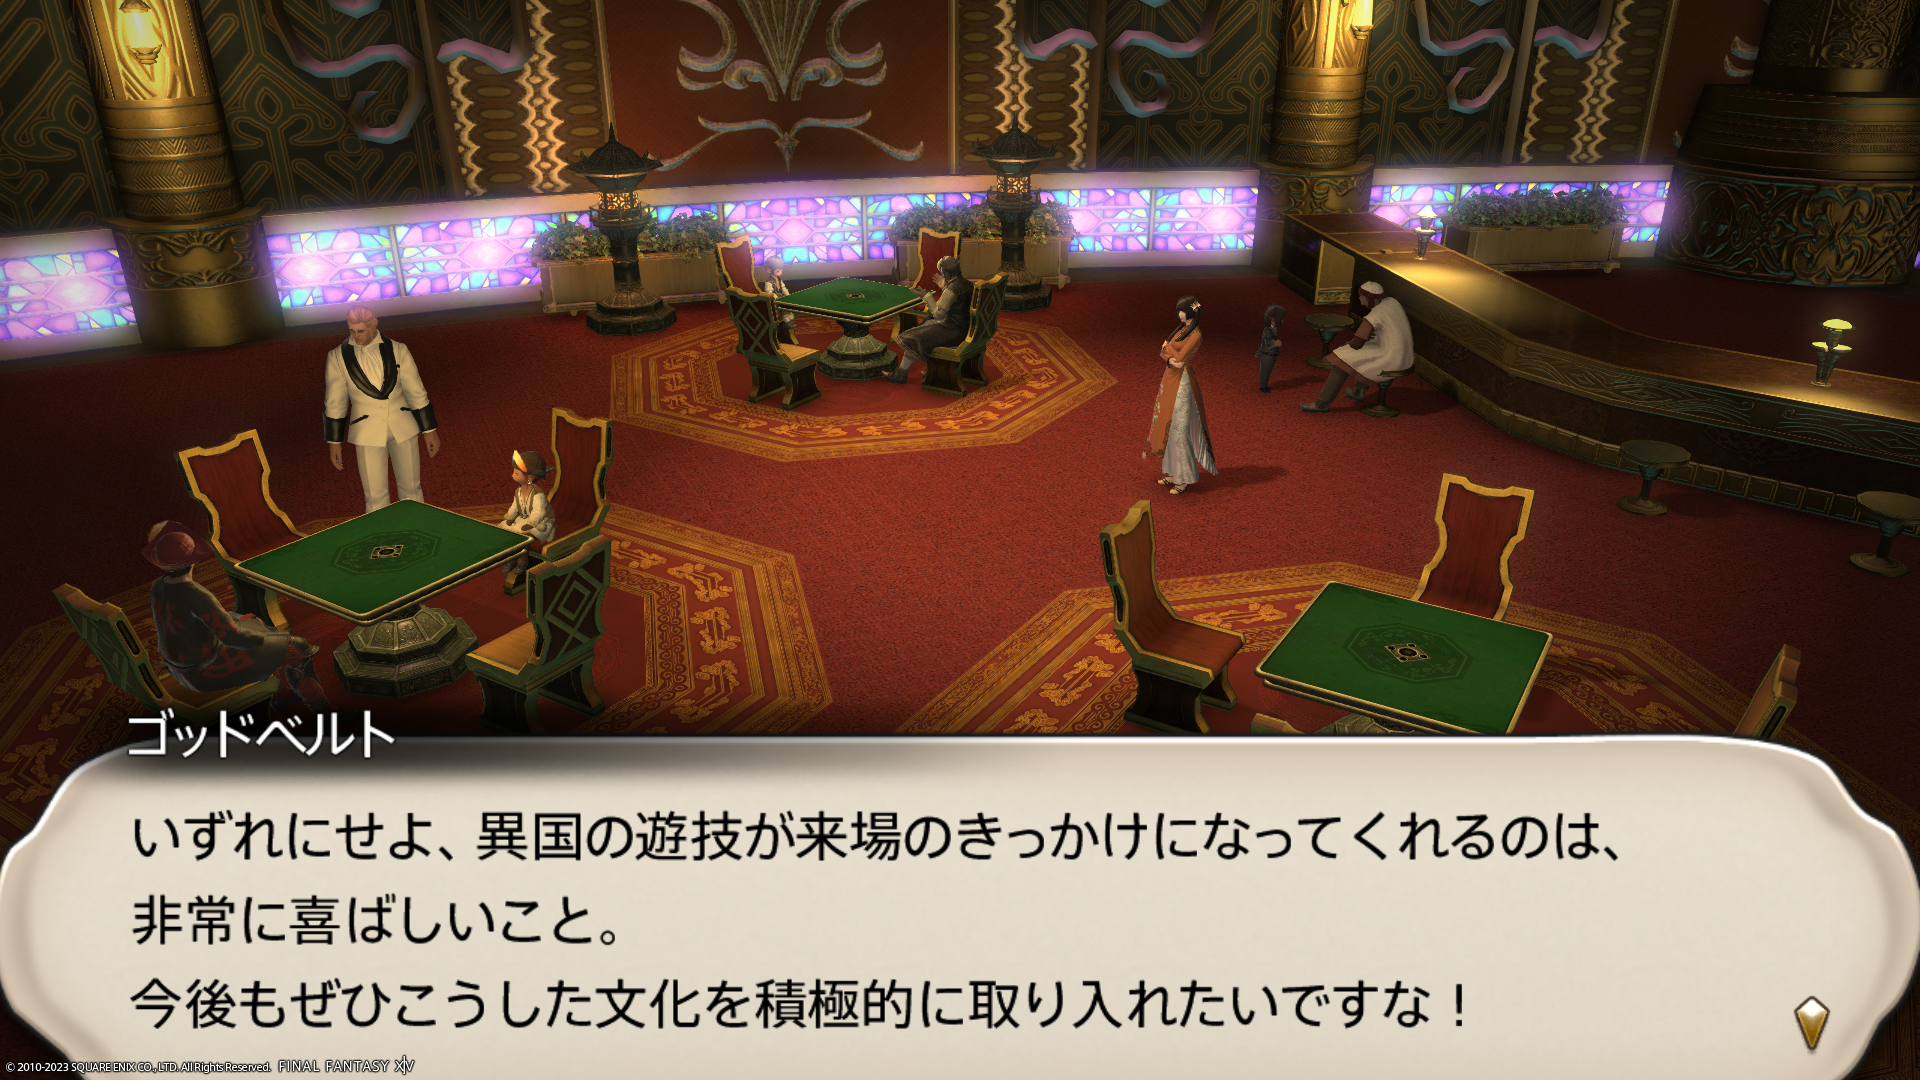 ゴッドベルト
いずれにせよ、異国の遊技が来場のきっかけになってくれるのは、
非常に喜ばしいこと。
今後もぜひこうした文化を積極的に取り入れたいですな！
© 2010-2023 SQUARE ENIX CO., LTD. All Rights Reserved. FINAL FANTASY XIV